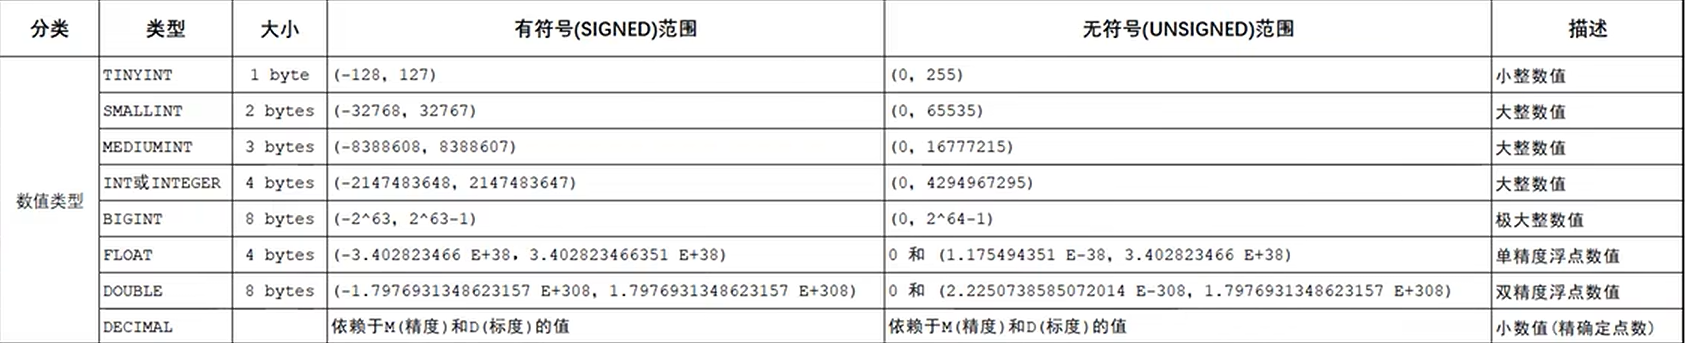 分类 类型 大小 有符号(SIGNED)范围 无符号(UNSIGNED)范围 描述
数值类型
TINYINT 1 byte (-128, 127) (0, 255) 小整数值
SMALLINT 2 bytes (-32768, 32767) (0, 65535) 大整数值
MEDIUMINT 3 bytes (-8388608, 8388607) (0, 16777215) 大整数值
INT或INTEGER 4 bytes (-2147483648, 2147483647) (0, 4294967295) 大整数值
BIGINT 8 bytes (-2^63, 2^63-1) (0, 2^64-1) 极大整数值
FLOAT 4 bytes (-3.402823466 E+38, 3.402823466351 E+38) 0 和 (1.175494351 E-38, 3.402823466 E+38) 单精度浮点数值
DOUBLE 8 bytes (-1.7976931348623157 E+308, 1.7976931348623157 E+308) 0 和 (2.2250738585072014 E-308, 1.7976931348623157 E+308) 双精度浮点数值
DECIMAL 依赖于M(精度)和D(标度)的值 依赖于M(精度)和D(标度)的值 小数值(精确定点数)